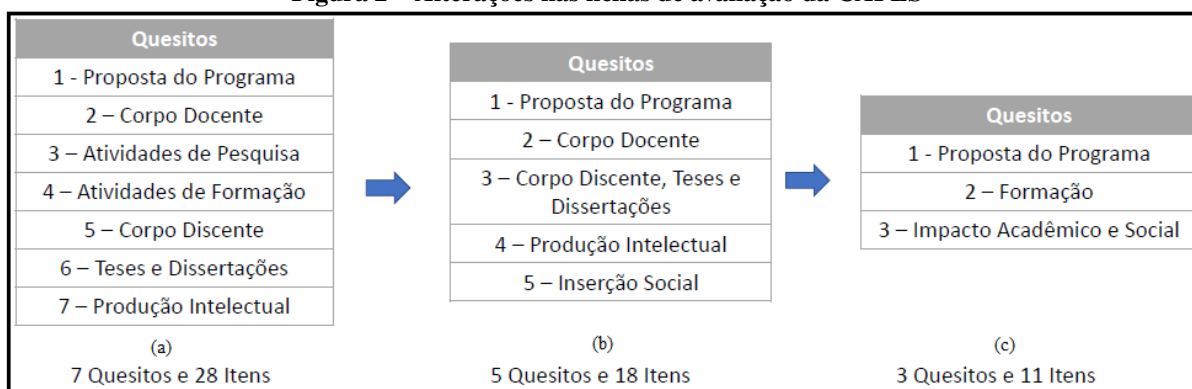 Quesitos
1 - Proposta do Programa
2 – Corpo Docente
3 – Atividades de Pesquisa
4 – Atividades de Formação
5 – Corpo Discente
6 – Teses e Dissertações
7 – Produção Intelectual
(a)
7 Quesitos e 28 Itens
Quesitos
1 - Proposta do Programa
2 – Corpo Docente
3 – Corpo Discente, Teses e
Dissertações
4 – Produção Intelectual
5 – Inserção Social
(b)
5 Quesitos e 18 Itens
Quesitos
1 - Proposta do Programa
2 – Formação
3 – Impacto Acadêmico e Social
(c)
3 Quesitos e 11 Itens